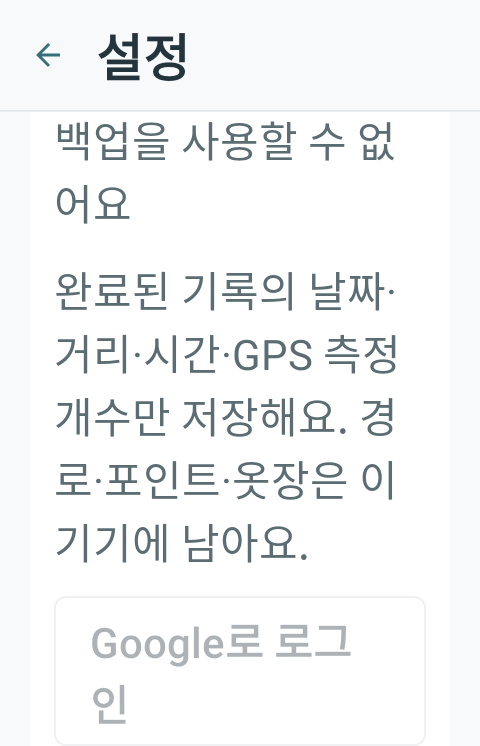 설정
백업을 사용할 수 없
어요
완료된 기록의 날짜·
거리·시간·GPS 측정
개수만 저장해요. 경
로·포인트·옷장은 이
기기에 남아요.
Google로 로그
인